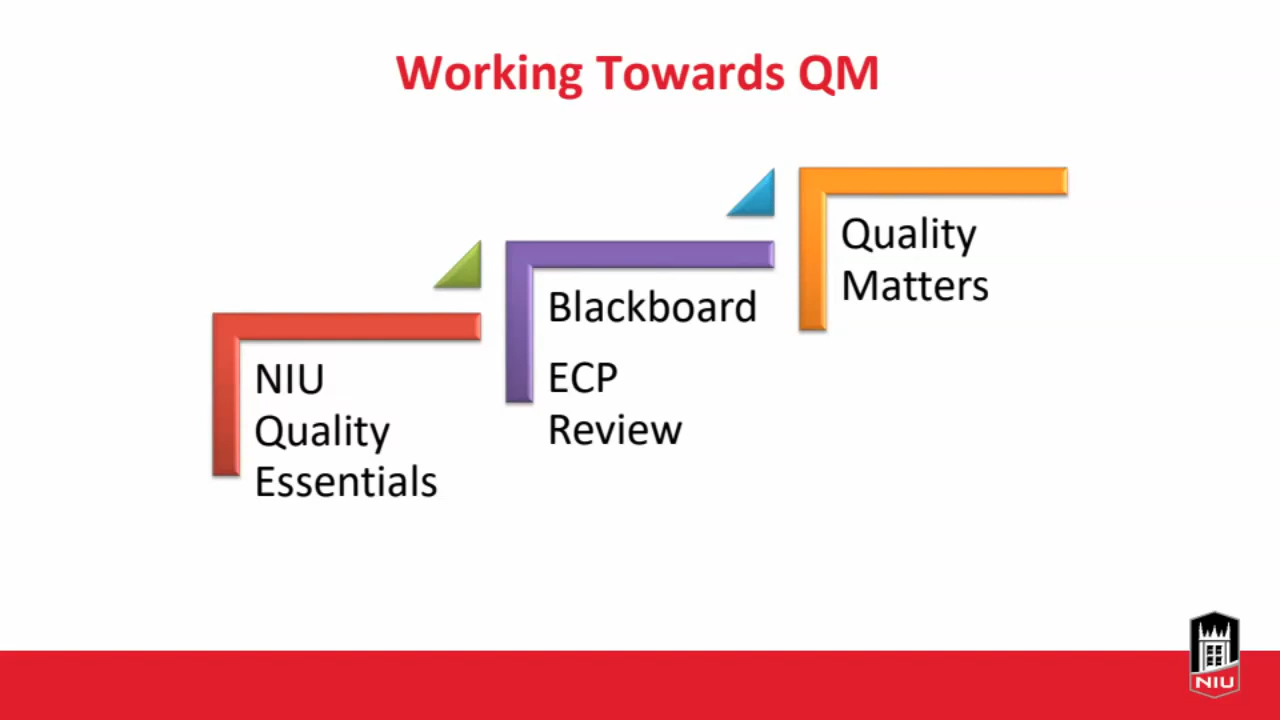 Working Towards QM
NIU
Quality
Essentials
Blackboard
ECP
Review
Quality
Matters
NIU